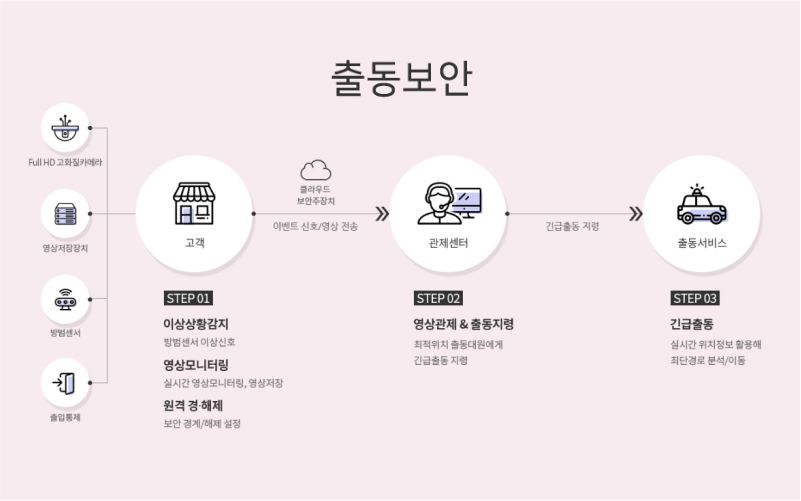 출동보안
Full HD 고화질카메라
영상저장장치
방범센서
출입통제
고객
클라우드
보안주장치
이벤트 신호/영상 전송
관제센터
긴급출동 지령
출동서비스
STEP 01
이상상황감지
방범센서 이상신호
영상모니터링
실시간 영상모니터링, 영상저장
원격 경·해제
보안 경계/해제 설정
STEP 02
영상관제 & 출동지령
최적위치 출동대원에게
긴급출동 지령
STEP 03
긴급출동
실시간 위치정보 활용해
최단경로 분석/이동